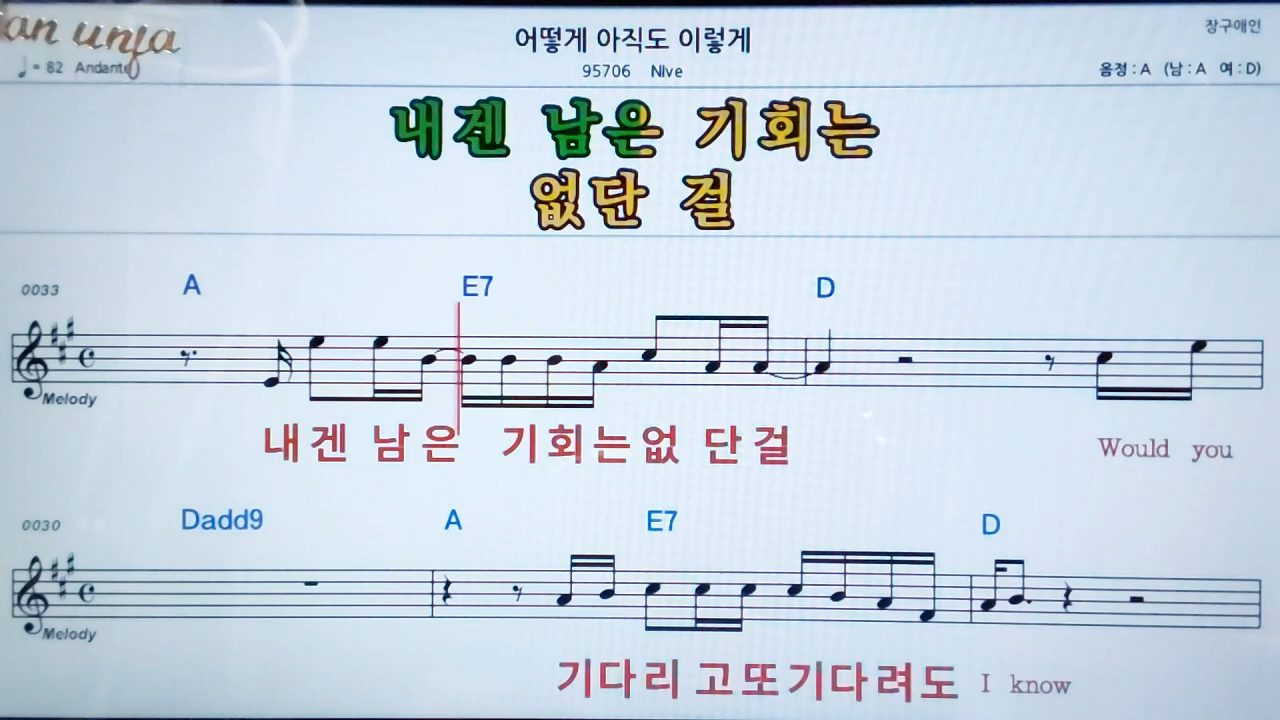 an unja
장구애인
어떻게 아직도 이렇게
♩= 82 Andante
95706 NIve
음정 : A (남 : A 여 : D)
내겐 남은 기회는
없단 걸
0033 A E7 D
Melody
내겐 남은 기회는없 단걸 Would you
0030 Dadd9 A E7 D
Melody
기다리 고또기다려도 I know